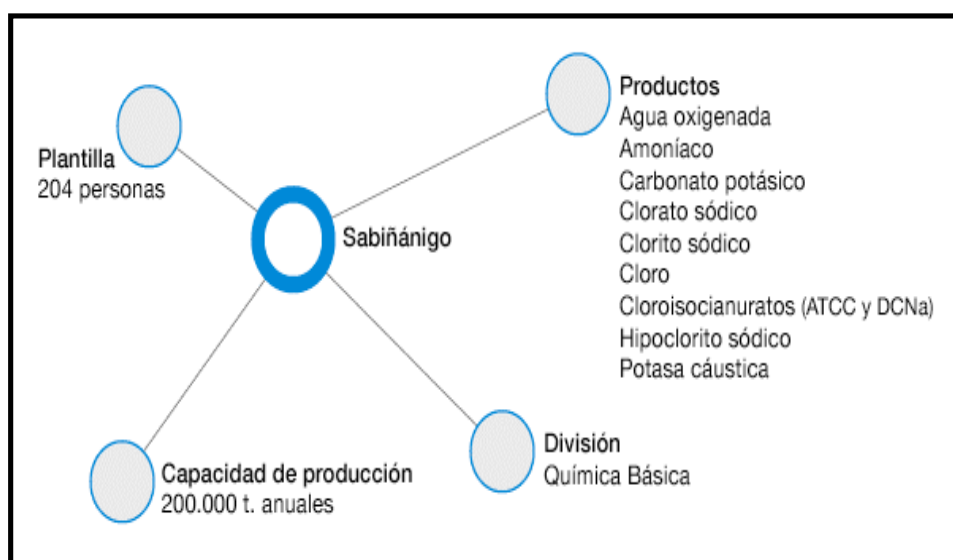 Plantilla
204 personas
Sabiñánigo
Productos
Agua oxigenada
Amoníaco
Carbonato potásico
Clorato sódico
Clorito sódico
Cloro
Cloroisocianuratos (ATCC y DCNa)
Hipoclorito sódico
Potasa cáustica
Capacidad de producción
200.000 t. anuales
División
Química Básica